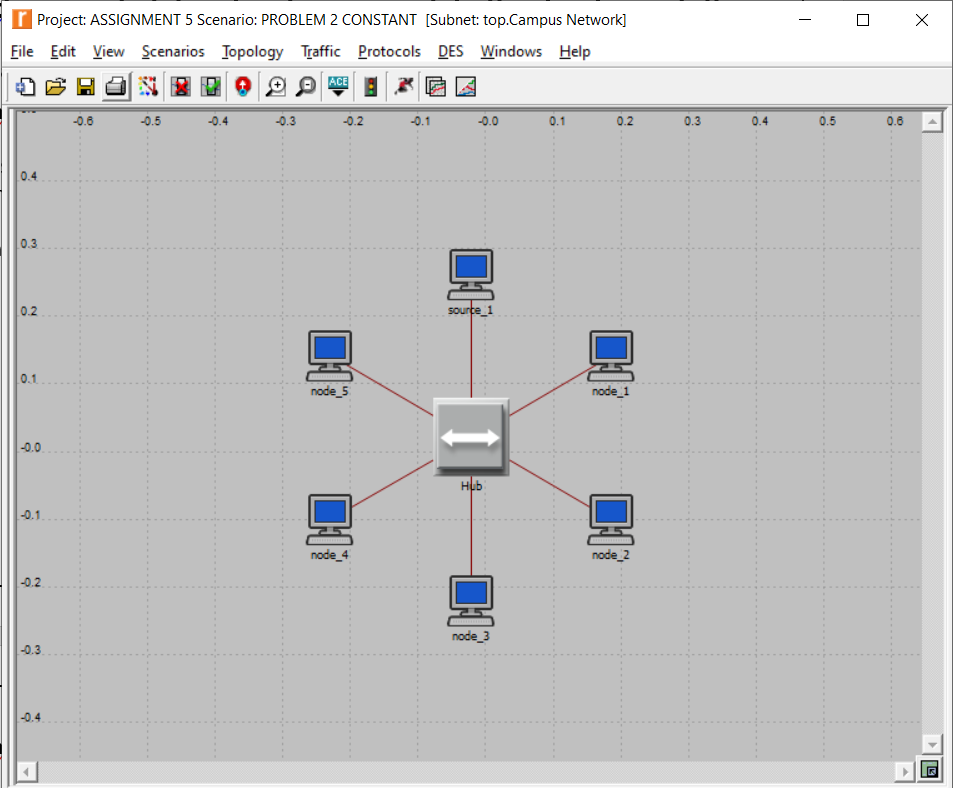 Project: ASSIGNMENT 5 Scenario: PROBLEM 2 CONSTANT [Subnet: top.Campus Network]
File Edit View Scenarios Topology Traffic Protocols DES Windows Help
ACE
-0.6 -0.5 -0.4 -0.3 -0.2 -0.1 -0.0 0.1 0.2 0.3 0.4 0.5 0.6
0.4
0.3
0.2
0.1
-0.0
-0.1
-0.2
-0.3
-0.4
source_1
node_5
node_1
Hub
node_4
node_2
node_3